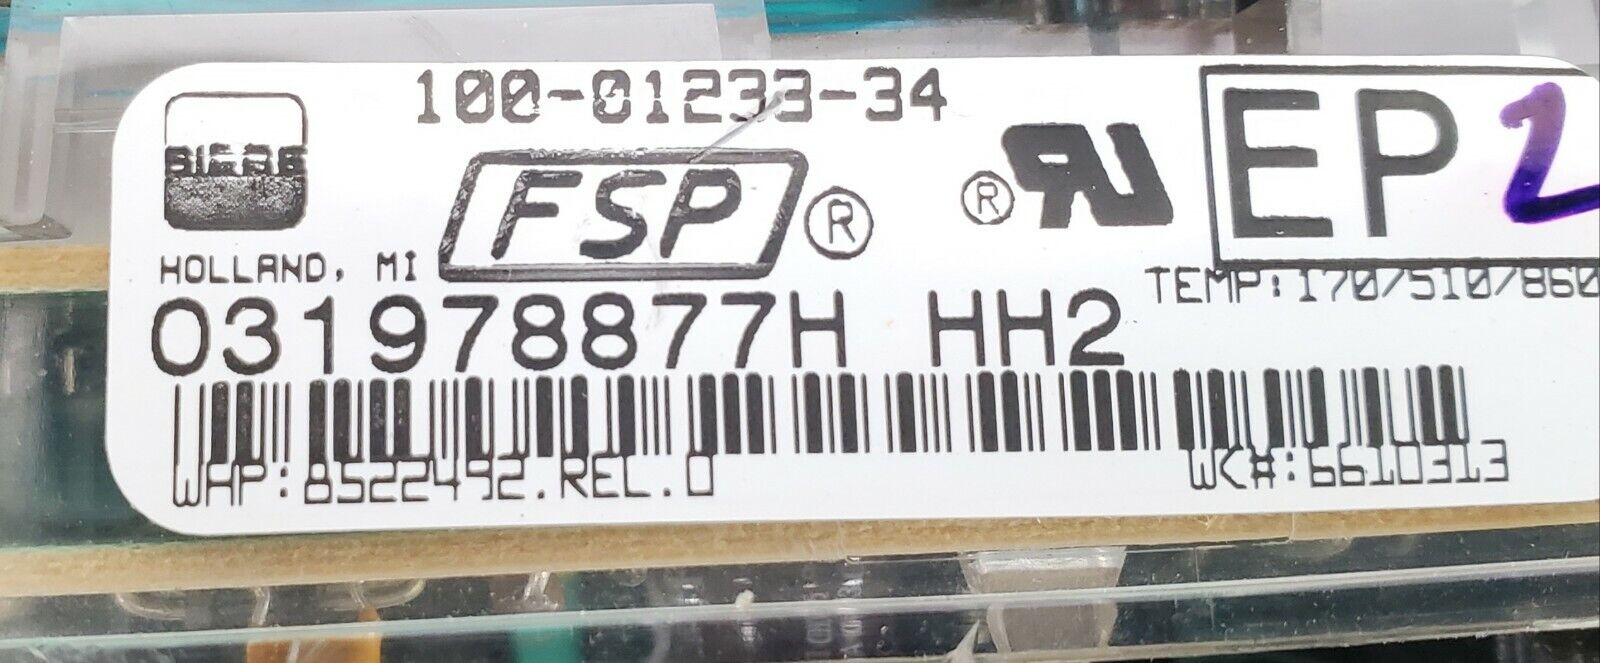 100-01233-34
FSP ® ® RU EP 2
HOLLAND, MI
TEMP:170/510/860
031978877H HH2
WHP:8522492.REL.0 WC#:6610313